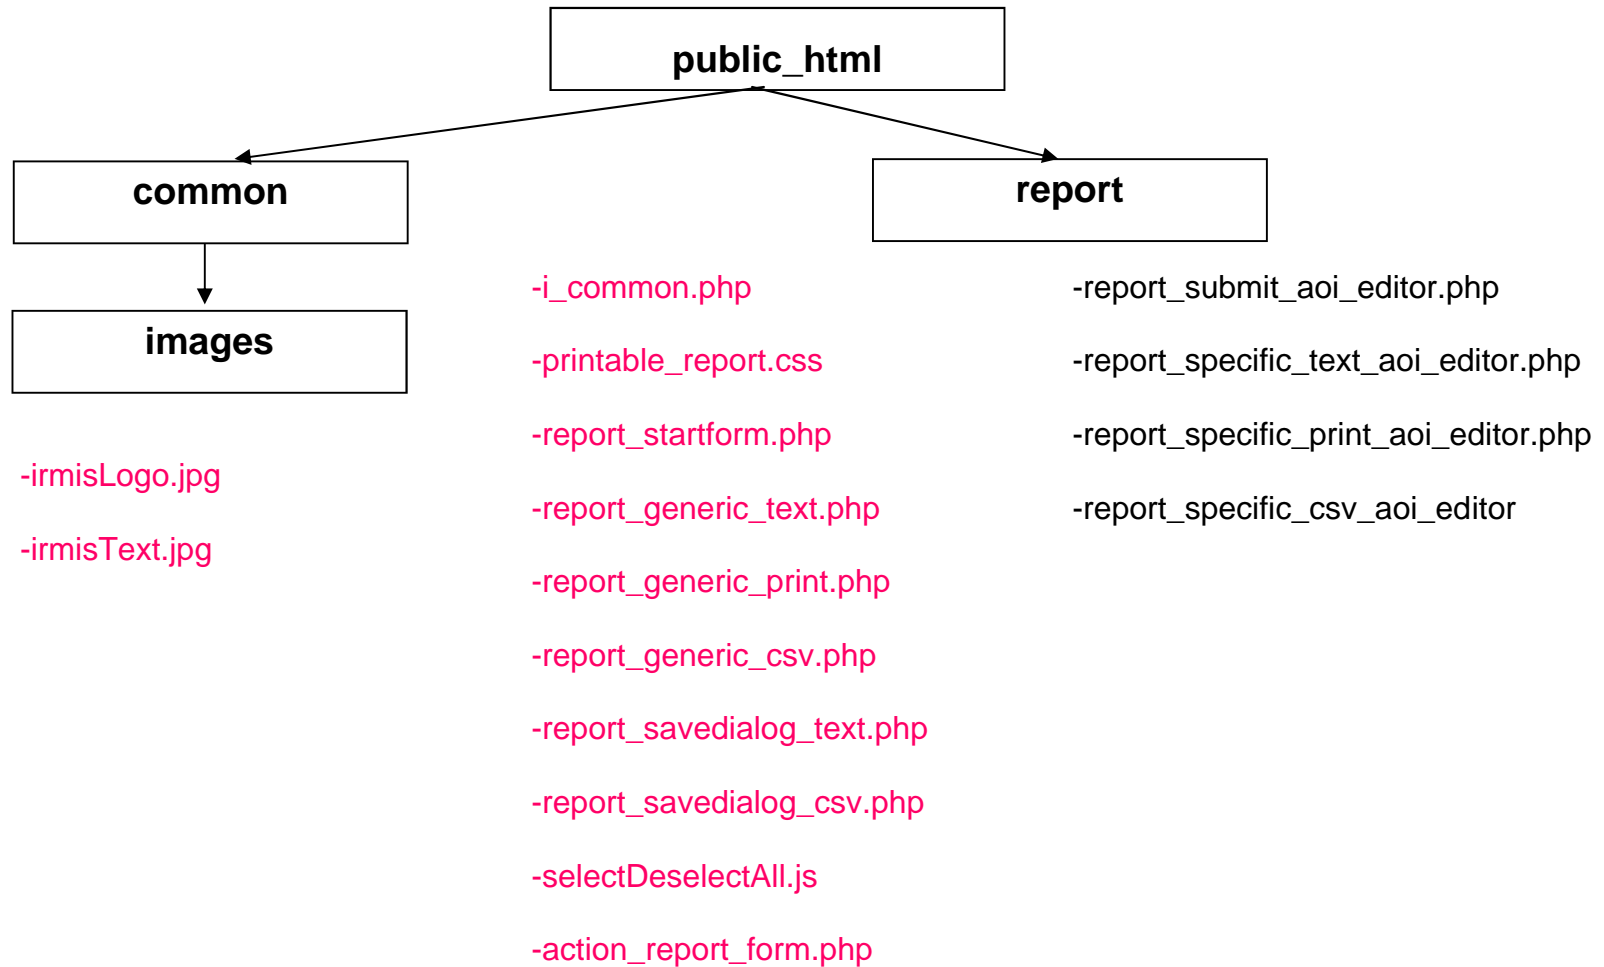 public_html
common
report
images
-irmisLogo.jpg
-irmisText.jpg
-i_common.php
-printable_report.css
-report_startform.php
-report_generic_text.php
-report_generic_print.php
-report_generic_csv.php
-report_savedialog_text.php
-report_savedialog_csv.php
-selectDeselectAll.js
-action_report_form.php
-report_submit_aoi_editor.php
-report_specific_text_aoi_editor.php
-report_specific_print_aoi_editor.php
-report_specific_csv_aoi_editor